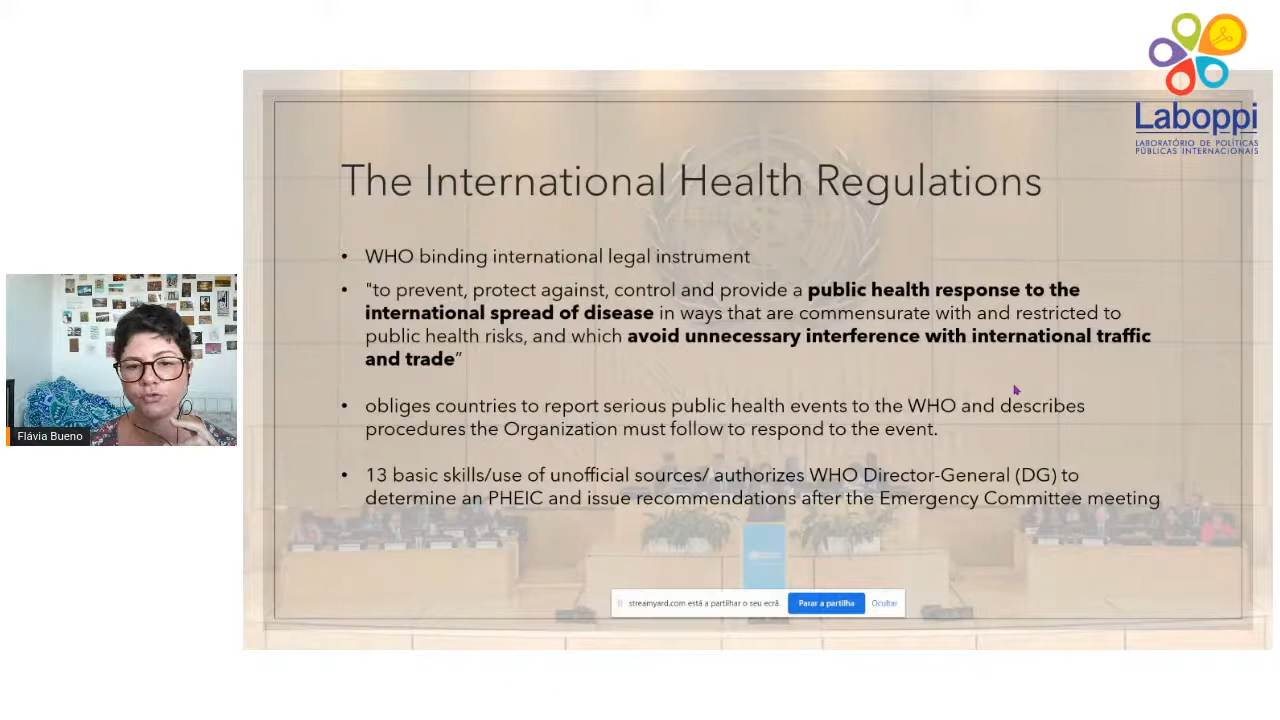 Laboppi
LABORATÓRIO DE POLÍTICAS
PÚBLICAS INTERNACIONAIS
The International Health Regulations
• WHO binding international legal instrument
• "to prevent, protect against, control and provide a public health response to the
international spread of disease in ways that are commensurate with and restricted to
public health risks, and which avoid unnecessary interference with international traffic
and trade”
• obliges countries to report serious public health events to the WHO and describes
procedures the Organization must follow to respond to the event.
• 13 basic skills/use of unofficial sources/ authorizes WHO Director-General (DG) to
determine an PHEIC and issue recommendations after the Emergency Committee meeting
Flávia Bueno
streamyard.com está a partilhar o seu ecrã.
Parar a partilha
Ocultar